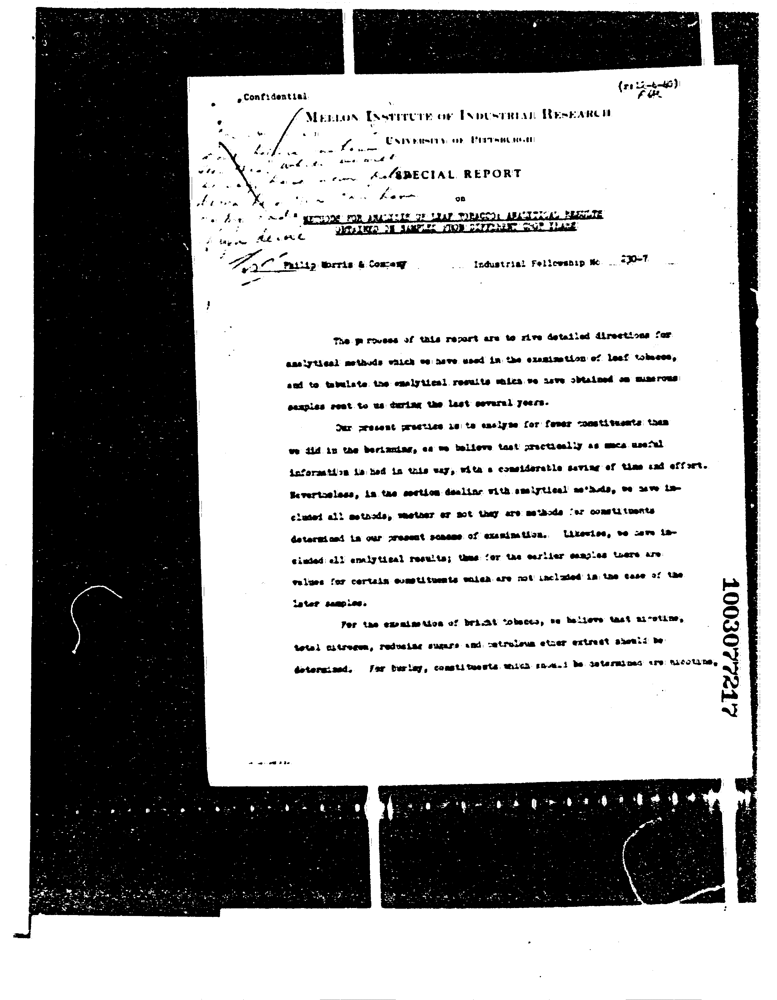 Confidential
(r:12-6-40)
MELLON INSTITUTE OF INDUSTRIAL RESEARCH
UNIVERSITY OF PITTSBURGH
SPECIAL REPORT
on
METHODS FOR ANALYSIS OF LEAF TOBACCO; ANALYTICAL RESULTS
OBTAINED ON SAMPLES FROM DIFFERENT CROP YEARS
Philip Morris & Company Industrial Fellowship No. 230-7
The purposes of this report are to give detailed directions for
analytical methods which we have used in the examination of leaf tobacco,
and to tabulate the analytical results which we have obtained on numerous
samples sent to us during the last several years.
Our present practice is to analyze for fewer constituents than
we did in the beginning, as we believe that practically as much useful
information is had in this way, with a considerable saving of time and effort.
Nevertheless, in the section dealing with analytical methods, we have in-
cluded all methods, whether or not they are methods for constituents
determined in our present scheme of examination. Likewise, we have in-
cluded all analytical results; thus for the earlier samples there are
values for certain constituents which are not included in the case of the
later samples.
For the examination of bright tobacco, we believe that nicotine,
total nitrogen, reducing sugars and petroleum ether extract should be
determined. For burley, constituents which should be determined are nicotine,
1003077217